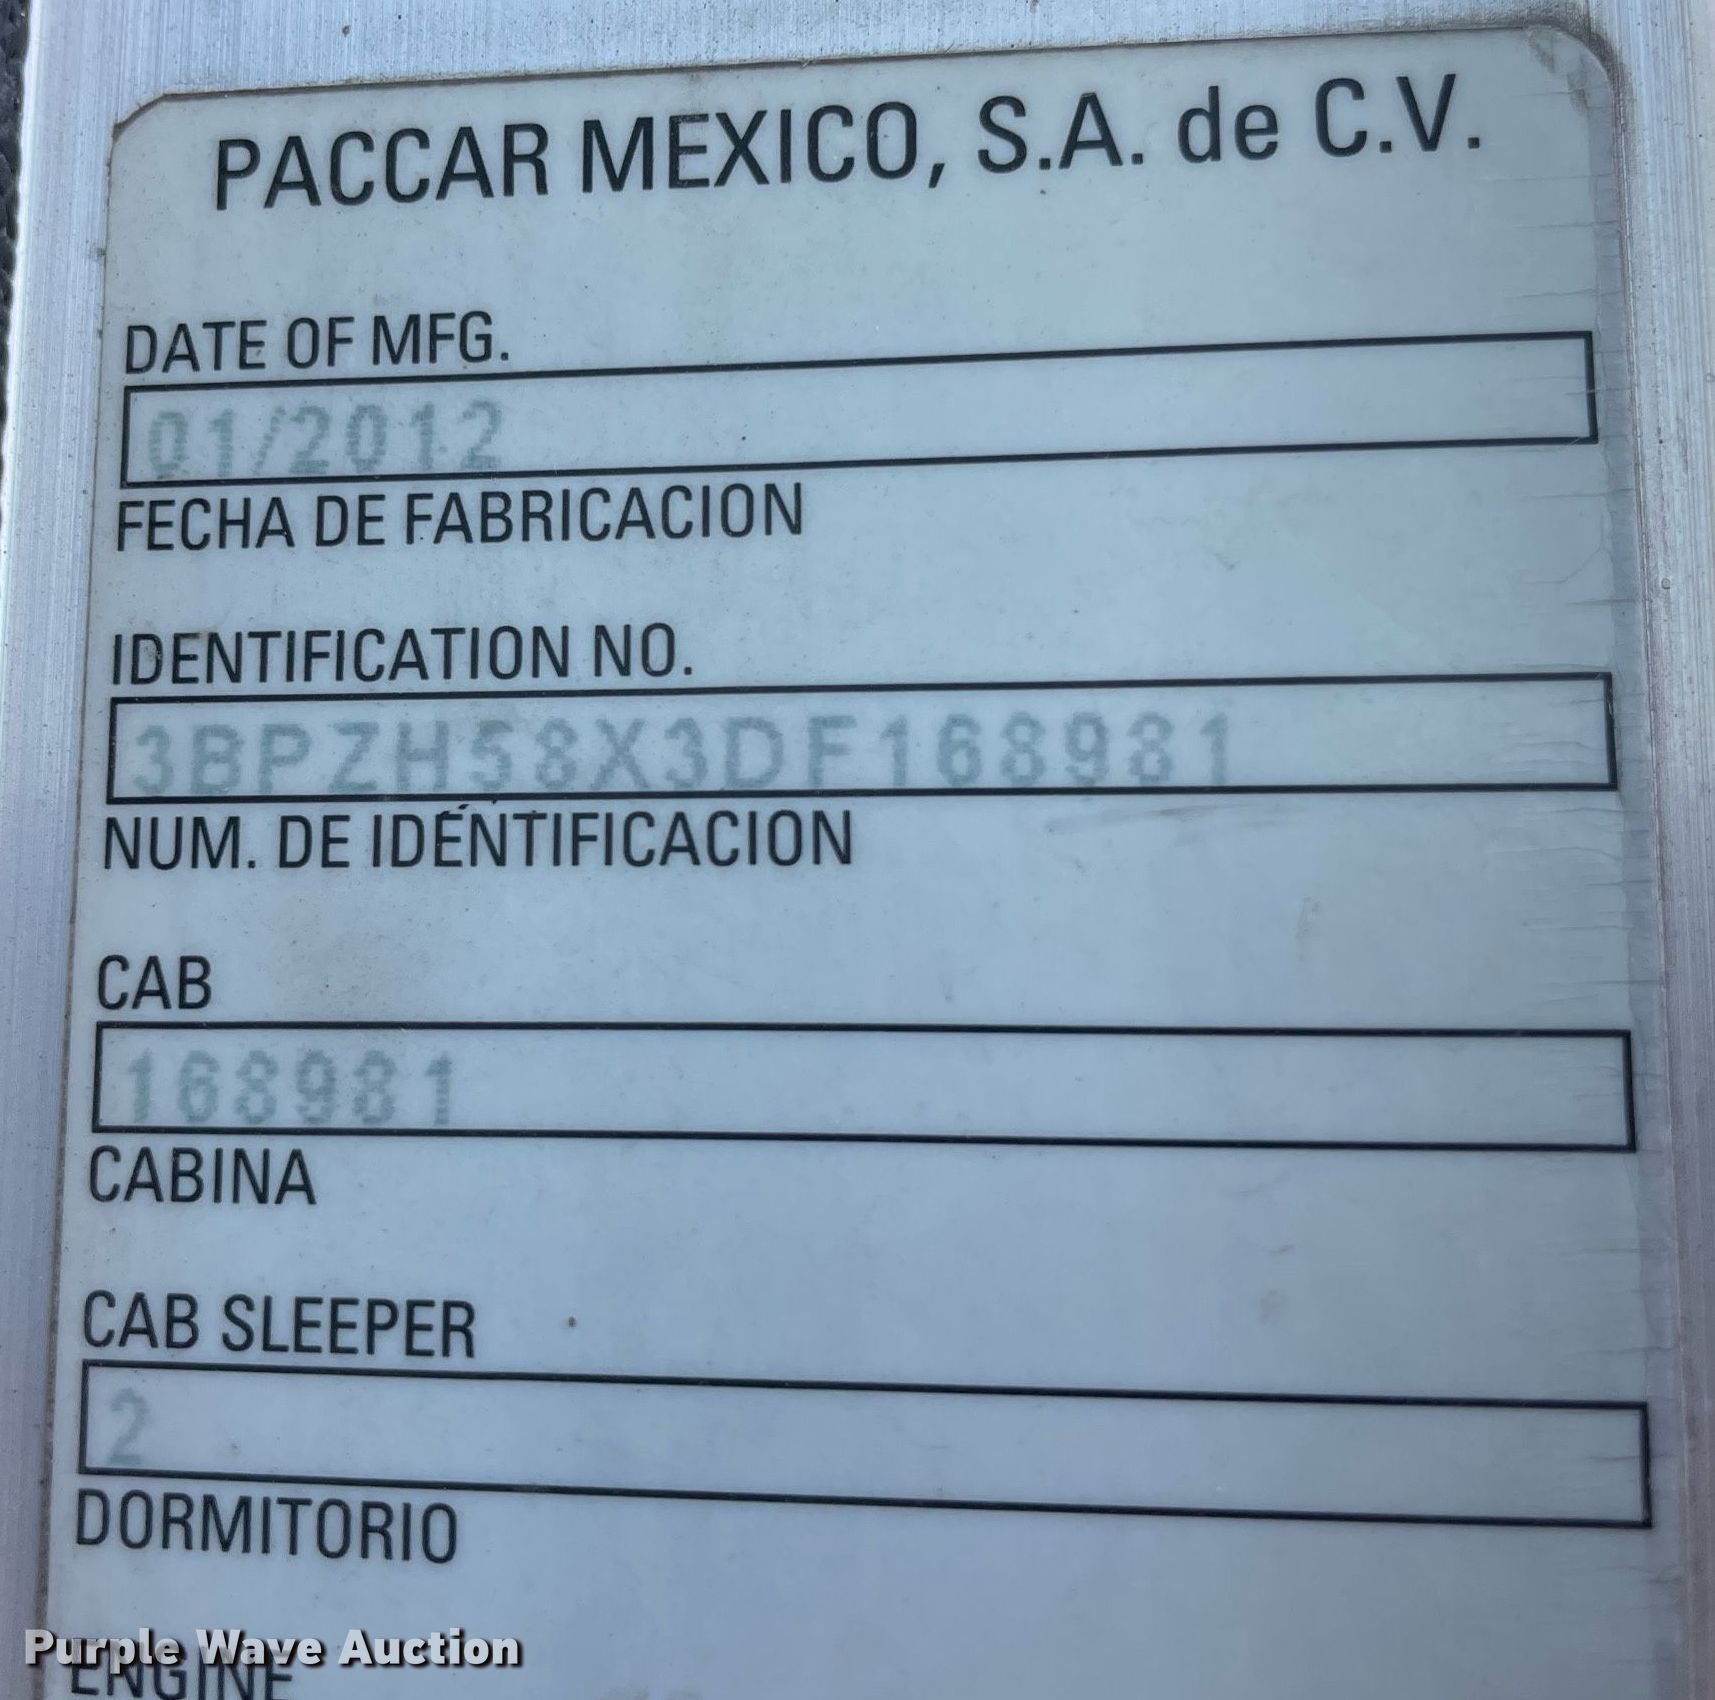 PACCAR MEXICO, S.A. de C.V.
DATE OF MFG.
01/2012
FECHA DE FABRICACION
IDENTIFICATION NO.
3BPZH58X3DF168981
NUM. DE IDENTIFICACION
CAB
168981
CABINA
CAB SLEEPER
2
DORMITORIO
Purple Wave Auction
ENGINE